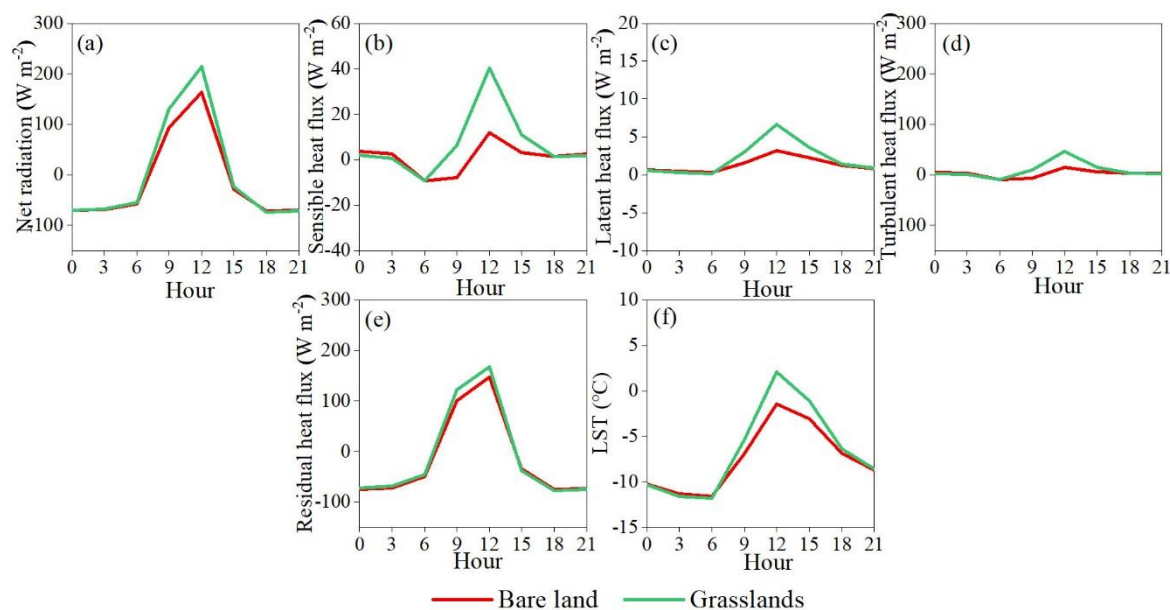 (a)
Net radiation (W m-2)
300
200
100
0
-100
0 3 6 9 12 15 18 21
Hour
(b)
Sensible heat flux (W m-2)
60
40
20
0
-20
-40
0 3 6 9 12 15 18 21
Hour
(c)
Latent heat flux (W m-2)
20
15
10
5
0
-5
-10
0 3 6 9 12 15 18 21
Hour
(d)
Turbulent heat flux (W m-2)
300
200
100
0
100
0 3 6 9 12 15 18 21
Hour
(e)
Residual heat flux (W m-2)
300
200
100
0
-100
0 3 6 9 12 15 18 21
Hour
(f)
LST (°C)
10
5
0
-5
-10
-15
0 3 6 9 12 15 18 21
Hour
Bare land Grasslands